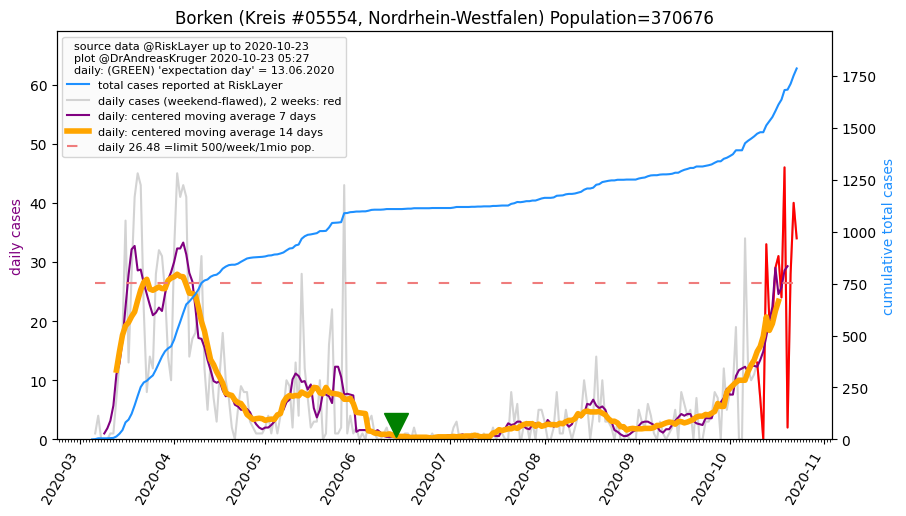 Borken (Kreis #05554, Nordrhein-Westfalen) Population=370676
source data @RiskLayer up to 2020-10-23
plot @DrAndreasKruger 2020-10-23 05:27
daily: (GREEN) 'expectation day' = 13.06.2020
total cases reported at RiskLayer
daily cases (weekend-flawed), 2 weeks: red
daily: centered moving average 7 days
daily: centered moving average 14 days
daily 26.48 =limit 500/week/1mio pop.
daily cases
60
50
40
30
20
10
0
1750
1500
1250
1000
750
500
250
0
cumulative total cases
2020-03
2020-04
2020-05
2020-06
2020-07
2020-08
2020-09
2020-10
2020-11